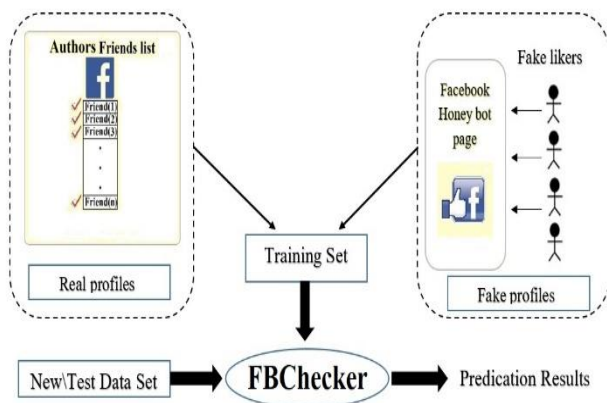 Authors Friends list
Friend(1)
Friend(2)
Friend(3)
Friend(n)
Real profiles
Fake likers
Facebook
Honey bot
page
Fake profiles
Training Set
New\Test Data Set
FBChecker
Predication Results